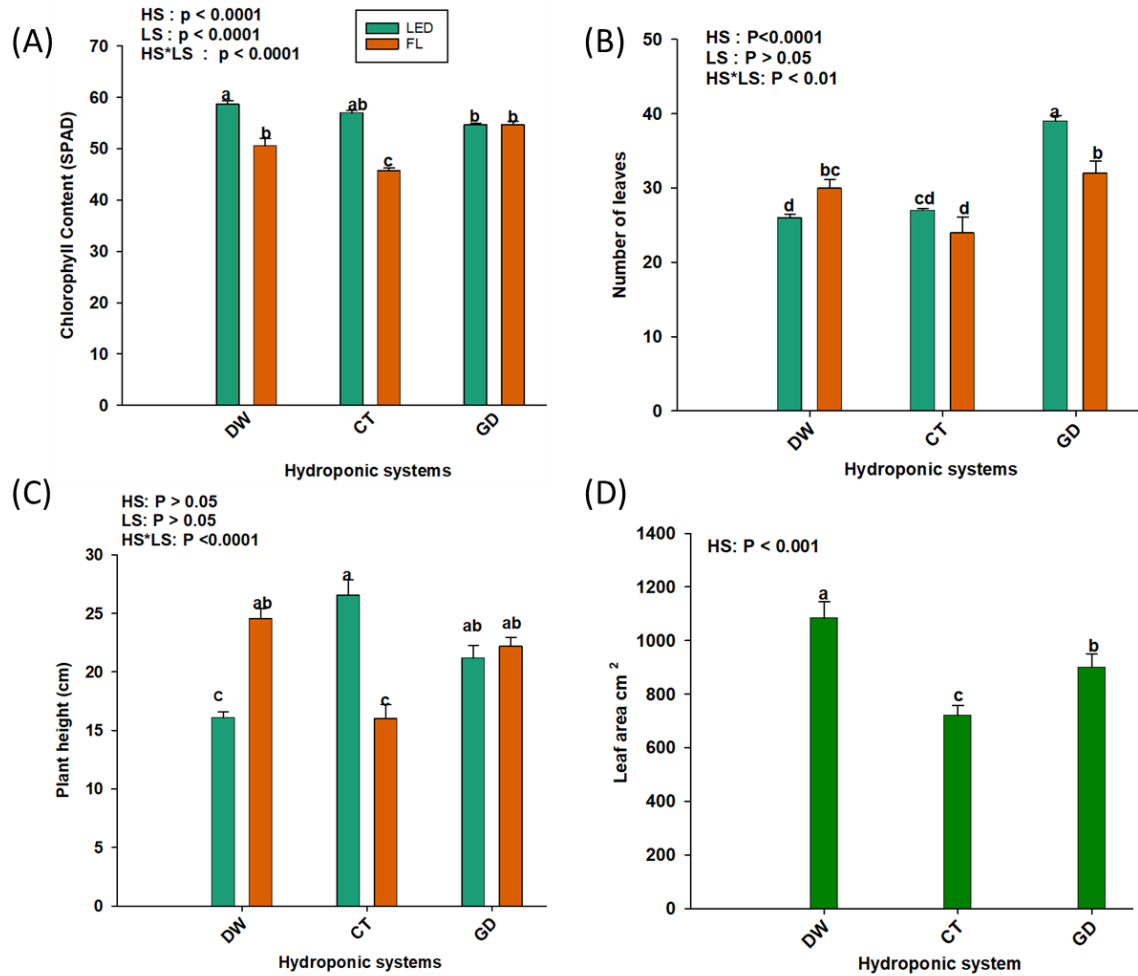 (A)
HS : p < 0.0001
LS : p < 0.0001
HS*LS : p < 0.0001
LED
FL
70
60
50
40
30
20
10
0
Chlorophyll Content (SPAD)
a
b
ab
c
b
b
DW
CT
GD
Hydroponic systems
(B)
HS : P<0.0001
LS : P > 0.05
HS*LS: P < 0.01
50
40
30
20
10
0
Number of leaves
d
bc
cd
d
a
b
DW
CT
GD
Hydroponic systems
(C)
HS: P > 0.05
LS: P > 0.05
HS*LS: P <0.0001
30
25
20
15
10
5
0
Plant height (cm)
c
ab
a
c
ab
ab
DW
CT
GD
Hydroponic systems
(D)
HS: P < 0.001
1400
1200
1000
800
600
400
200
0
Leaf area cm ²
a
c
b
DW
CT
GD
Hydroponic system